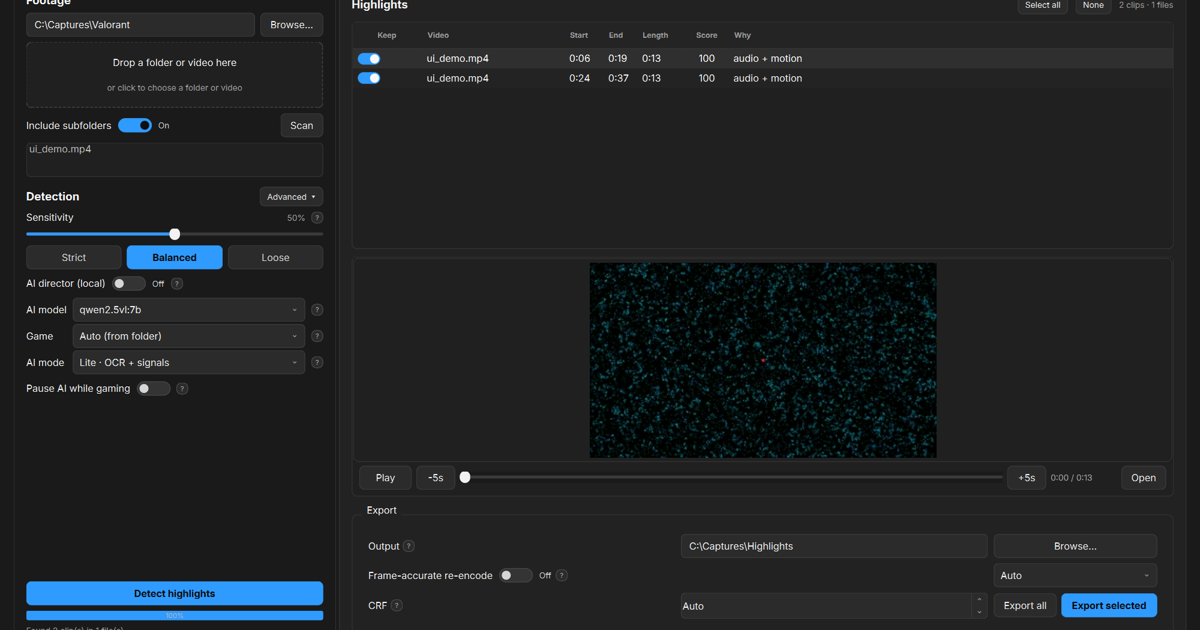 Footage
C:\Captures\Valorant
Browse...
Drop a folder or video here
or click to choose a folder or video
Include subfolders On Scan
ui_demo.mp4
Detection Advanced
Sensitivity 50% ?
Strict Balanced Loose
AI director (local) Off ?
AI model qwen2.5vl:7b ?
Game Auto (from folder) ?
AI mode Lite · OCR + signals ?
Pause AI while gaming ?
Detect highlights
100%
Found 2 clip(s) in 1 file(s)
Highlights Select all None 2 clips · 1 files
Keep Video Start End Length Score Why
ui_demo.mp4 0:06 0:19 0:13 100 audio + motion
ui_demo.mp4 0:24 0:37 0:13 100 audio + motion
Play -5s +5s 0:00 / 0:13 Open
Export
Output ? C:\Captures\Highlights Browse...
Frame-accurate re-encode Off ? Auto
CRF ? Auto Export all Export selected